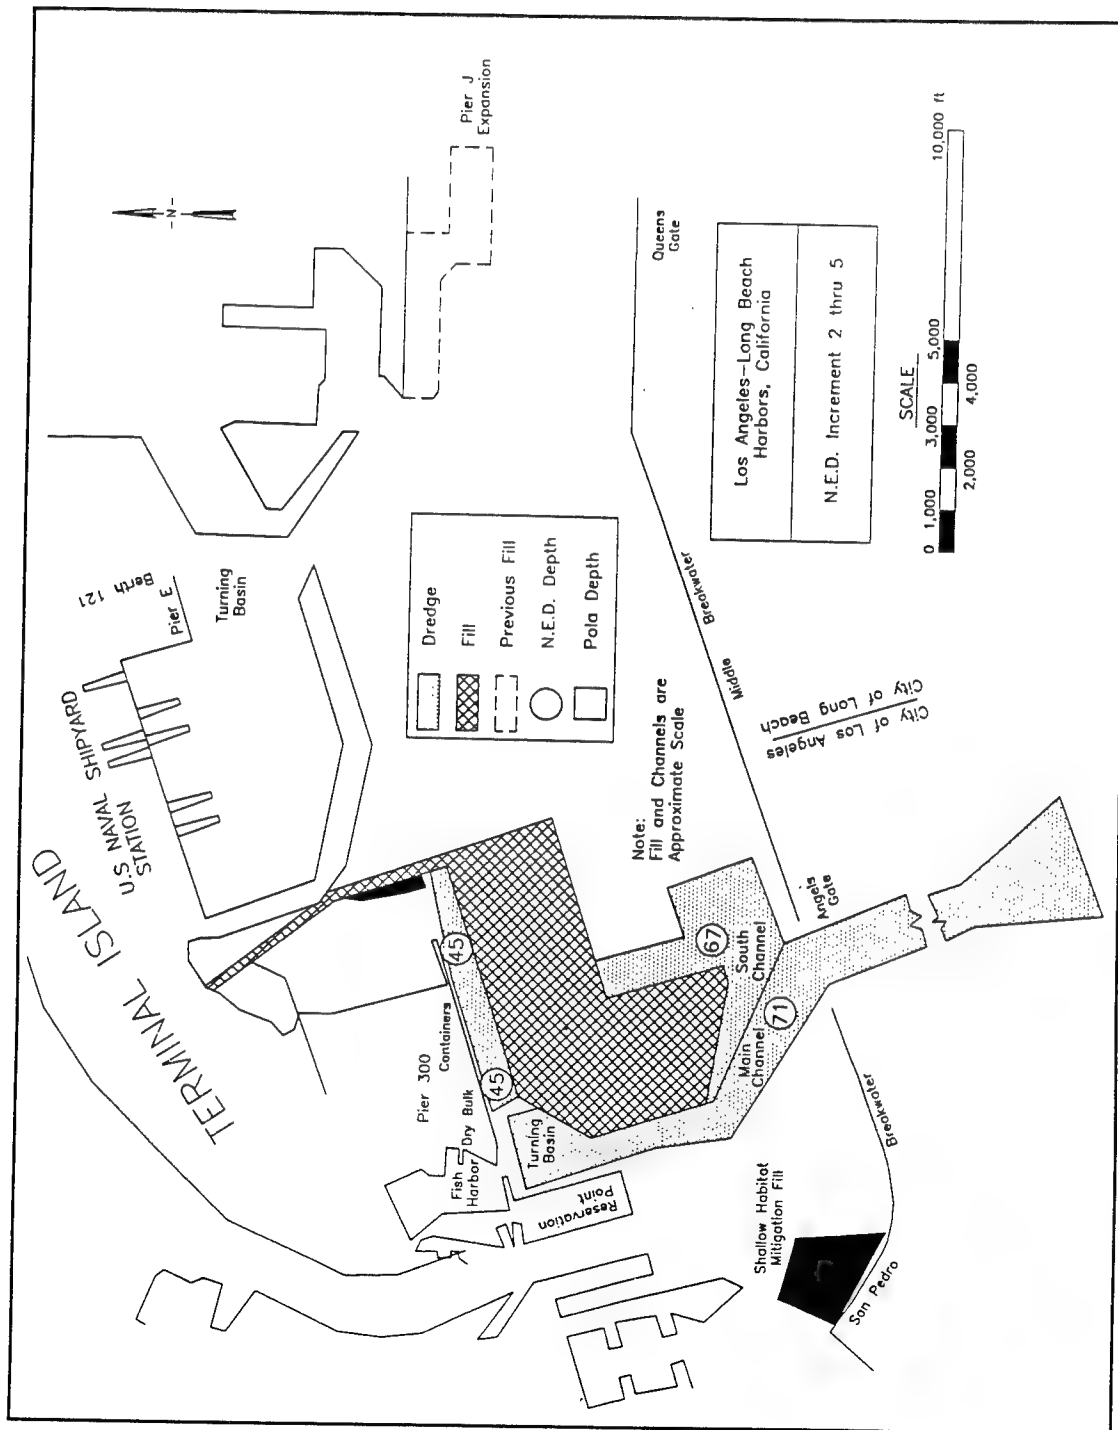 TERMINAL ISLAND
U.S NAVAL SHIPYARD
STATION
Berth 121
Pier E
Turning
Basin
-N-
Pier J
Expansion
Pier 300
Containers
Dry Bulk
Fish
Harbor
45
45
Turning
Basin
Reservation
Point
Dredge
Fill
Previous Fill
N.E.D. Depth
Pola Depth
Note:
Fill and Channels are
Approximate Scale
67
South
Channel
71
Main
Channel
Angels
Gate
Middle
Breakwater
Queens
Gate
City of Los Angeles
City of Long Beach
Shallow Habitat
Mitigation Fill
San Pedro
Breakwater
Los Angeles-Long Beach
Harbors, California
N.E.D. Increment 2 thru 5
SCALE
0 1,000 3,000 5,000 10,000 ft
2,000 4,000